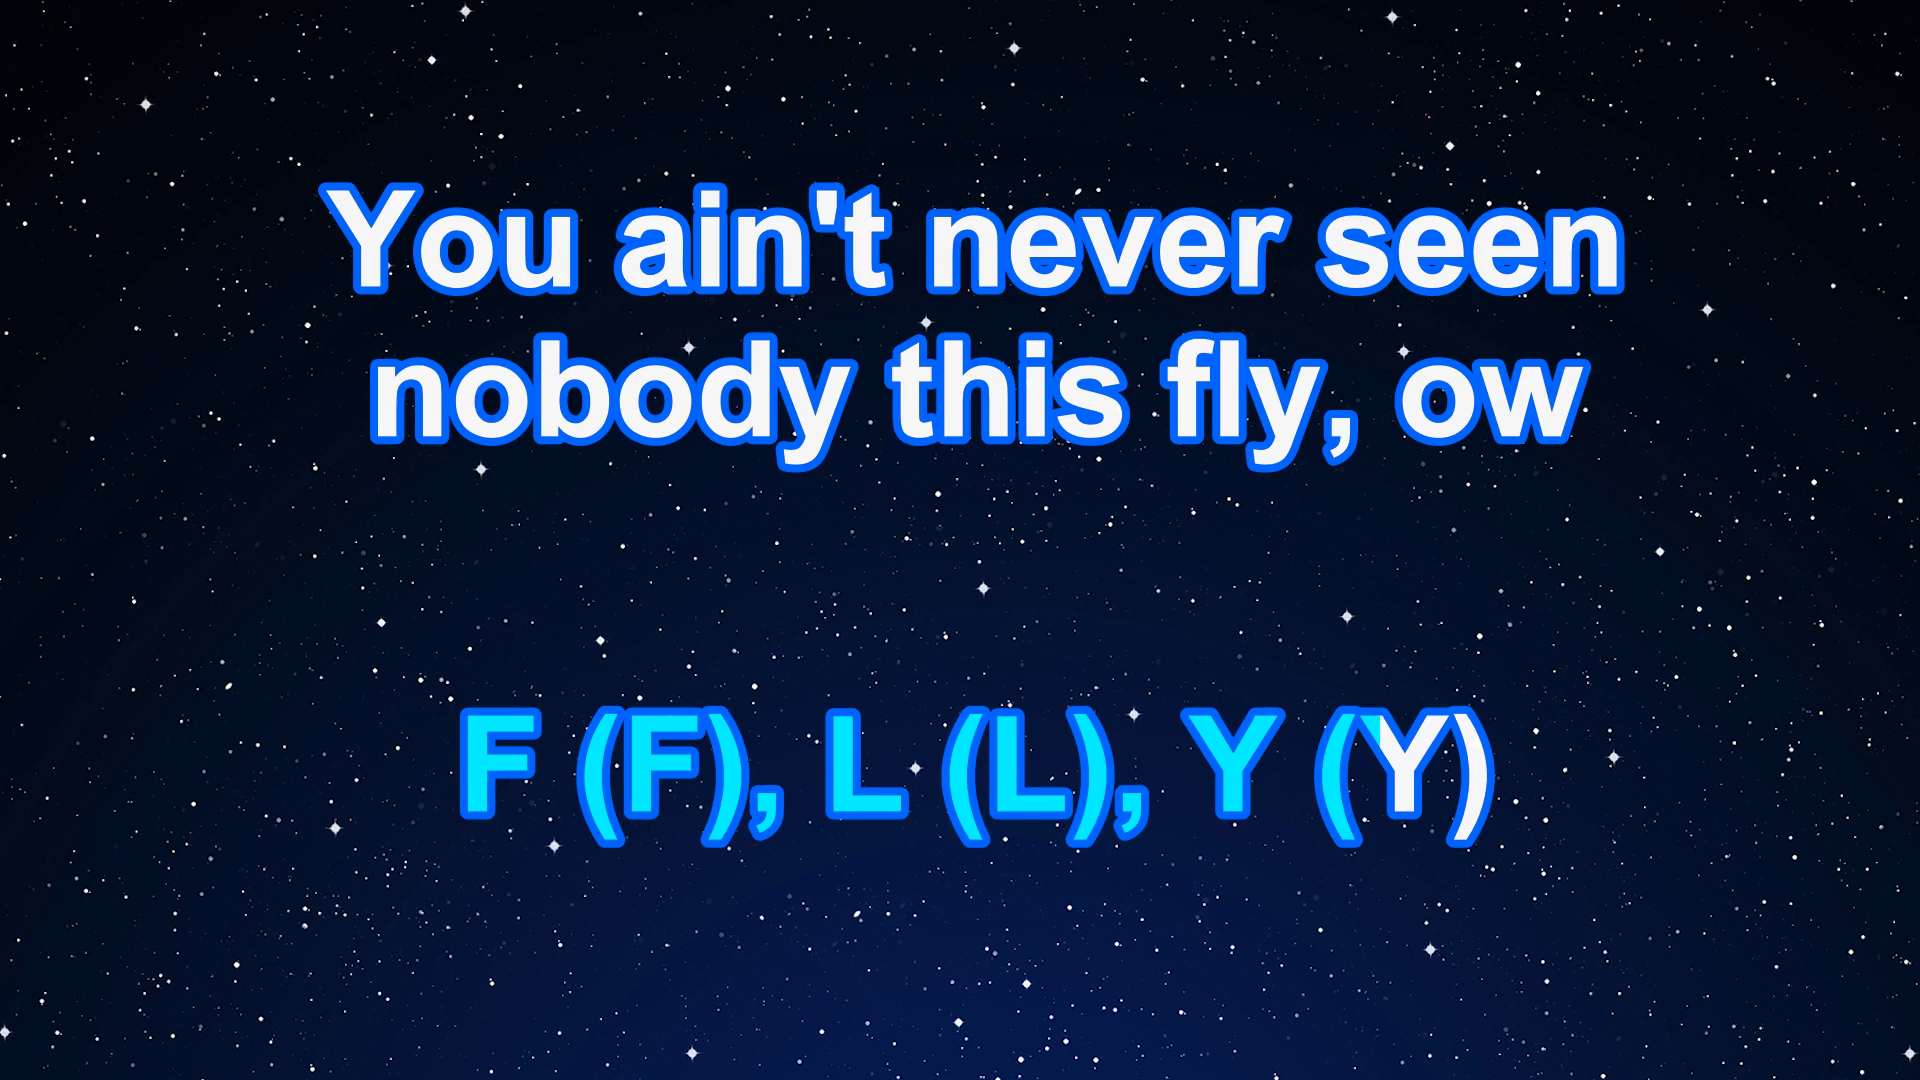 You ain't never seen
nobody this fly, ow
F (F), L (L), Y (Y)